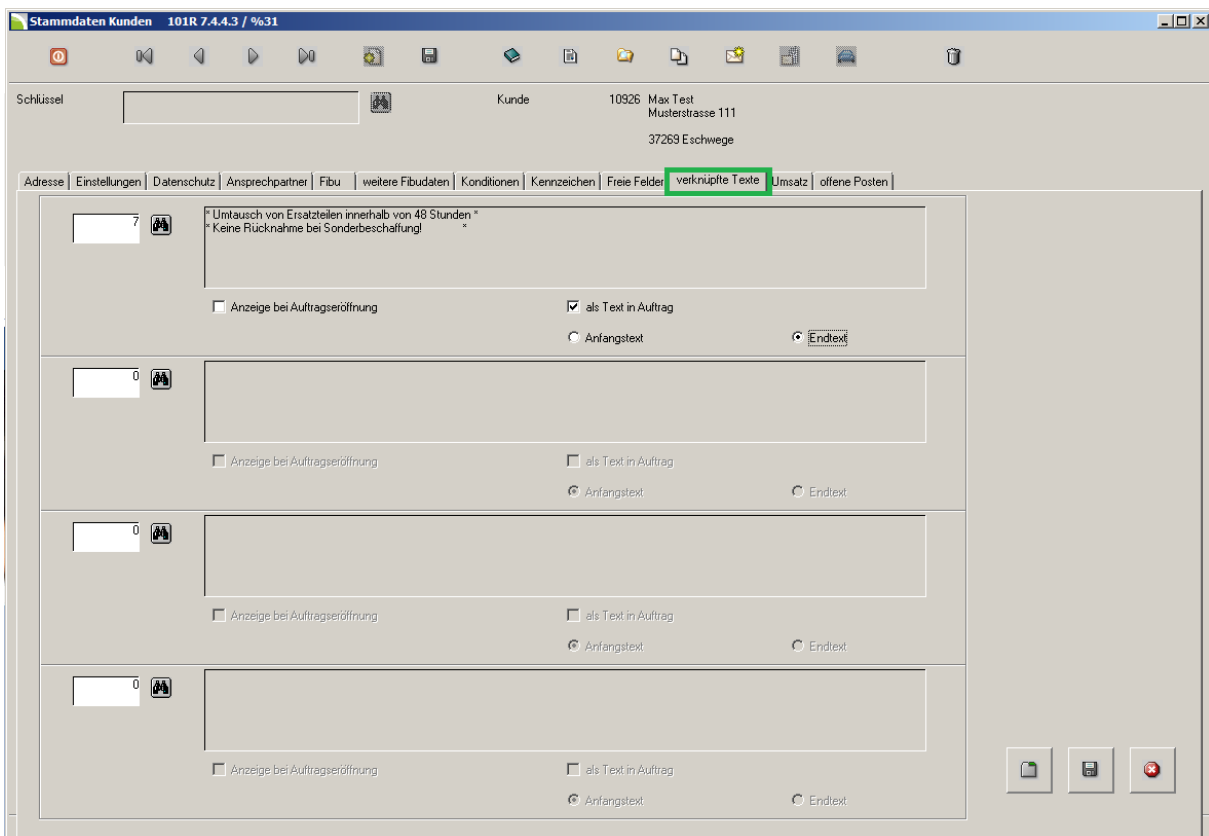 Stammdaten Kunden 101R 7.4.4.3 / %31
Schlüssel
Kunde 10926 Max Test
Musterstrasse 111
37269 Eschwege
Adresse Einstellungen Datenschutz Ansprechpartner Fibu weitere Fibudaten Konditionen Kennzeichen Freie Felder verknüpfte Texte Umsatz offene Posten
7
* Umtausch von Ersatzteilen innerhalb von 48 Stunden *
* Keine Rücknahme bei Sonderbeschaffung! *
Anzeige bei Auftragseröffnung als Text in Auftrag
Anfangstext Endtext
0
Anzeige bei Auftragseröffnung als Text in Auftrag
Anfangstext Endtext
0
Anzeige bei Auftragseröffnung als Text in Auftrag
Anfangstext Endtext
0
Anzeige bei Auftragseröffnung als Text in Auftrag
Anfangstext Endtext